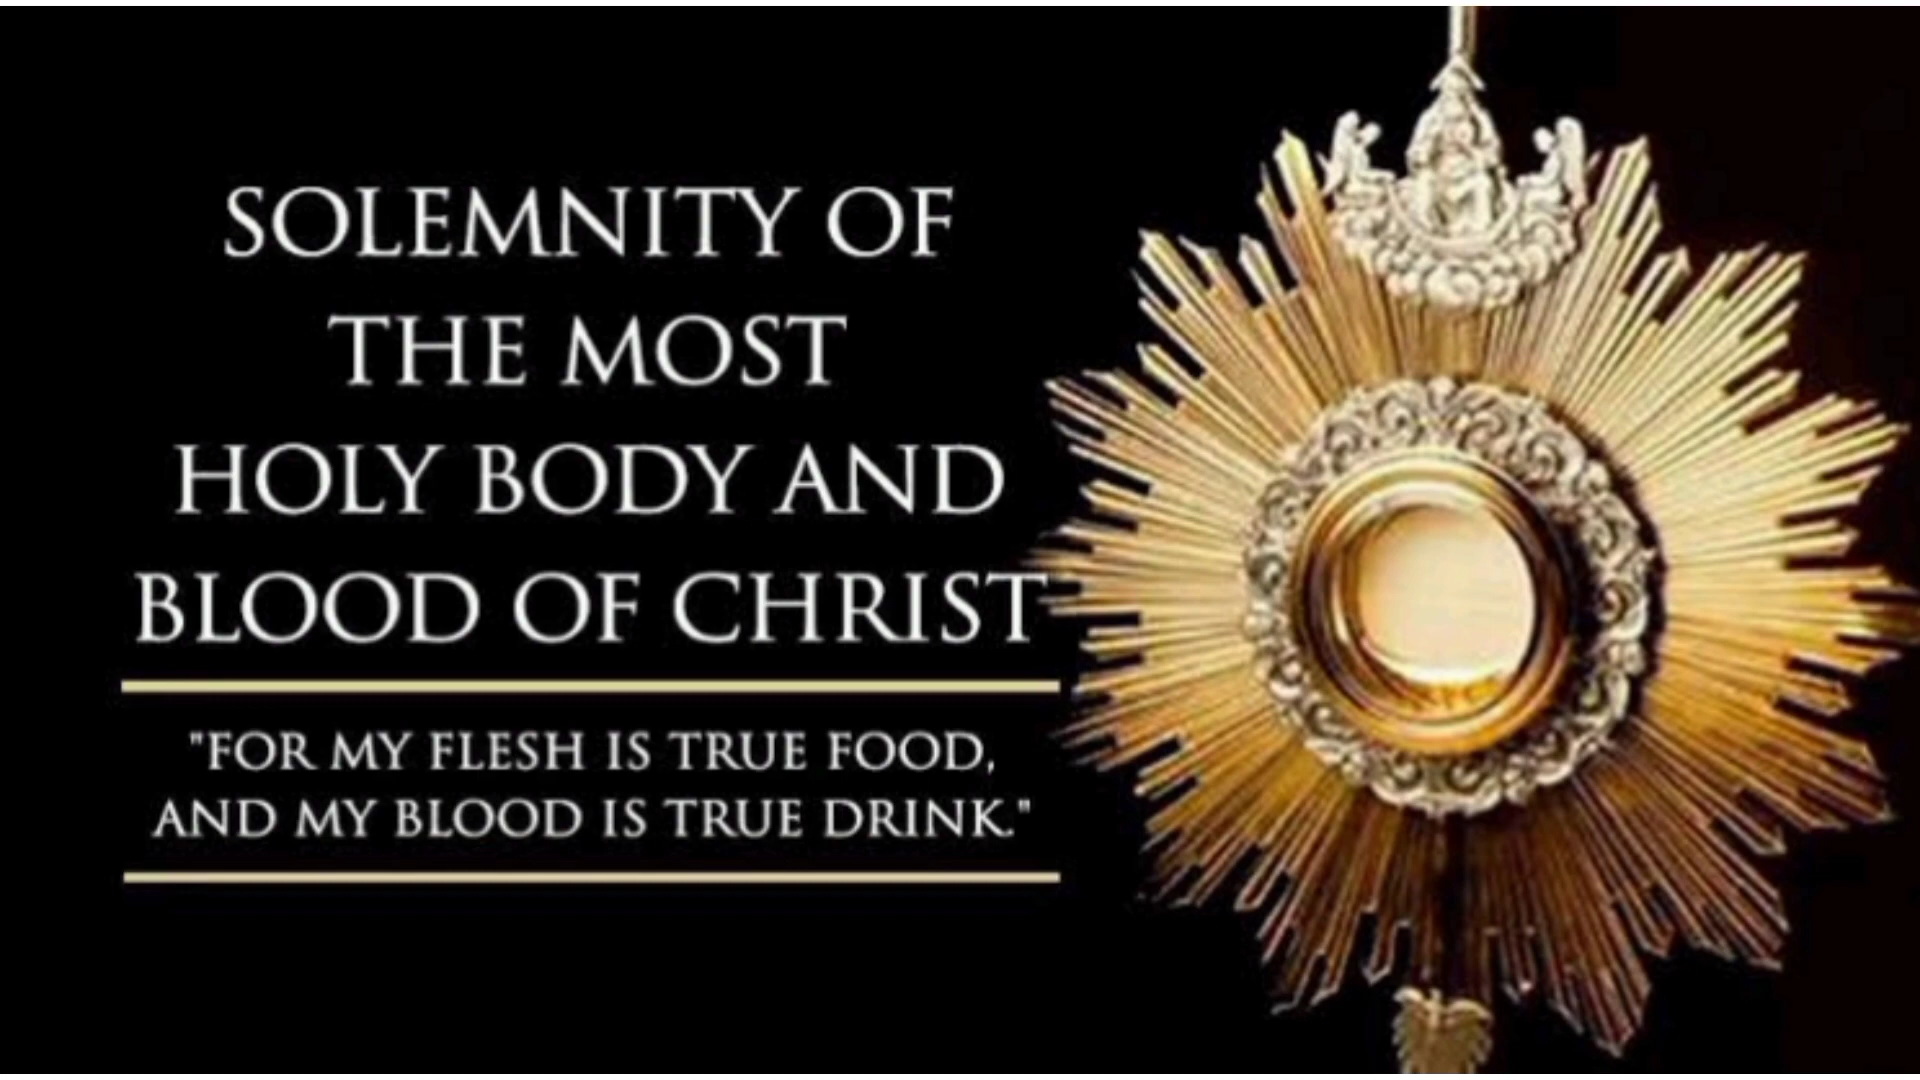 SOLEMNITY OF
THE MOST
HOLY BODY AND
BLOOD OF CHRIST
"FOR MY FLESH IS TRUE FOOD,
AND MY BLOOD IS TRUE DRINK."